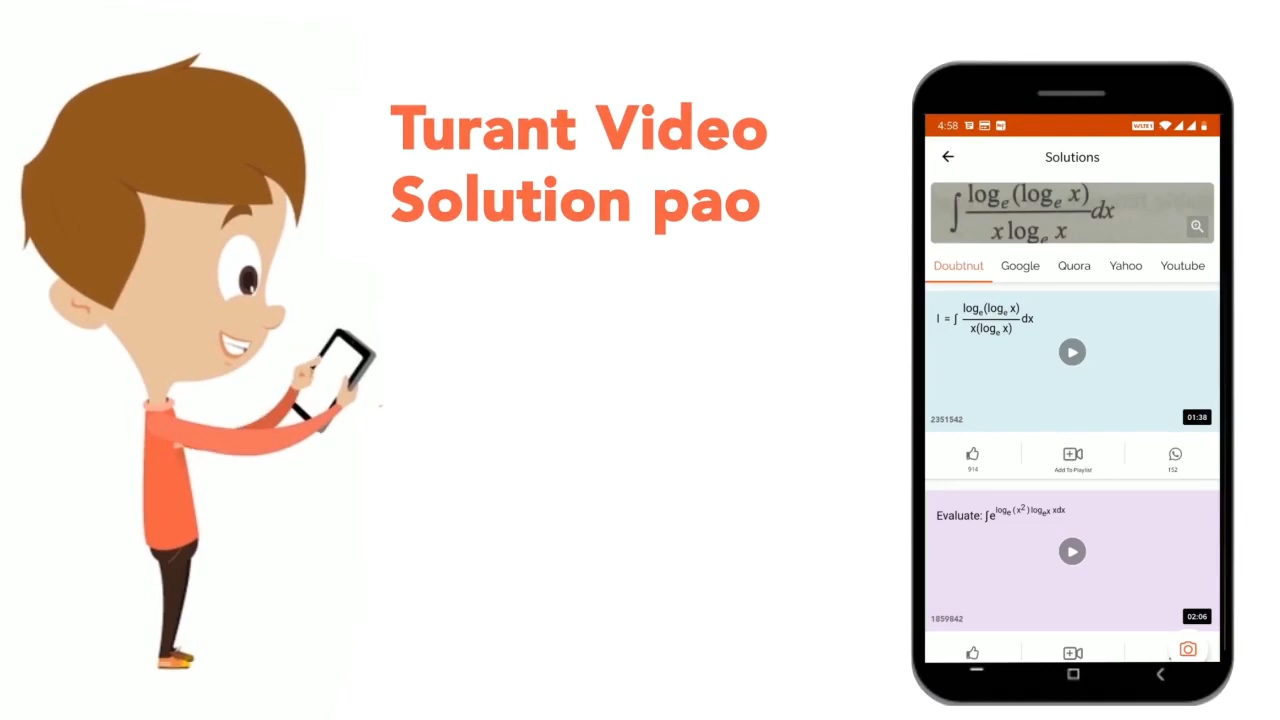 Turant Video
Solution pao
4:58
VoLTE1
Solutions
∫ logₑ(logₑ x) / x logₑ x dx
Doubtnut Google Quora Yahoo Youtube
I = ∫ logₑ(logₑ x) / x(logₑ x) dx
2351542 01:38
914 Add To Playlist 152
Evaluate: ∫e^logₑ(x²)logₑx xdx
1859842 02:06